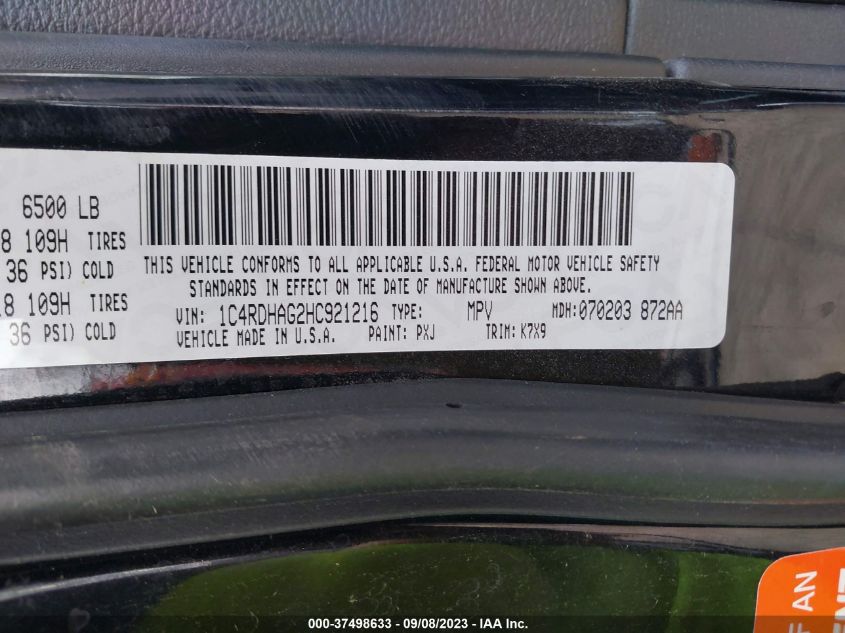 6500 LB
8 109H TIRES
36 PSI) COLD
18 109H TIRES
36 PSI) COLD
THIS VEHICLE CONFORMS TO ALL APPLICABLE U.S.A. FEDERAL MOTOR VEHICLE SAFETY
STANDARDS IN EFFECT ON THE DATE OF MANUFACTURE SHOWN ABOVE.
VIN: 1C4RDHAG2HC921216 TYPE: MPV MDH:070203 872AA
VEHICLE MADE IN U.S.A. PAINT: PXJ TRIM: K7X9
F AN
000-37498633 - 09/08/2023 - IAA Inc.